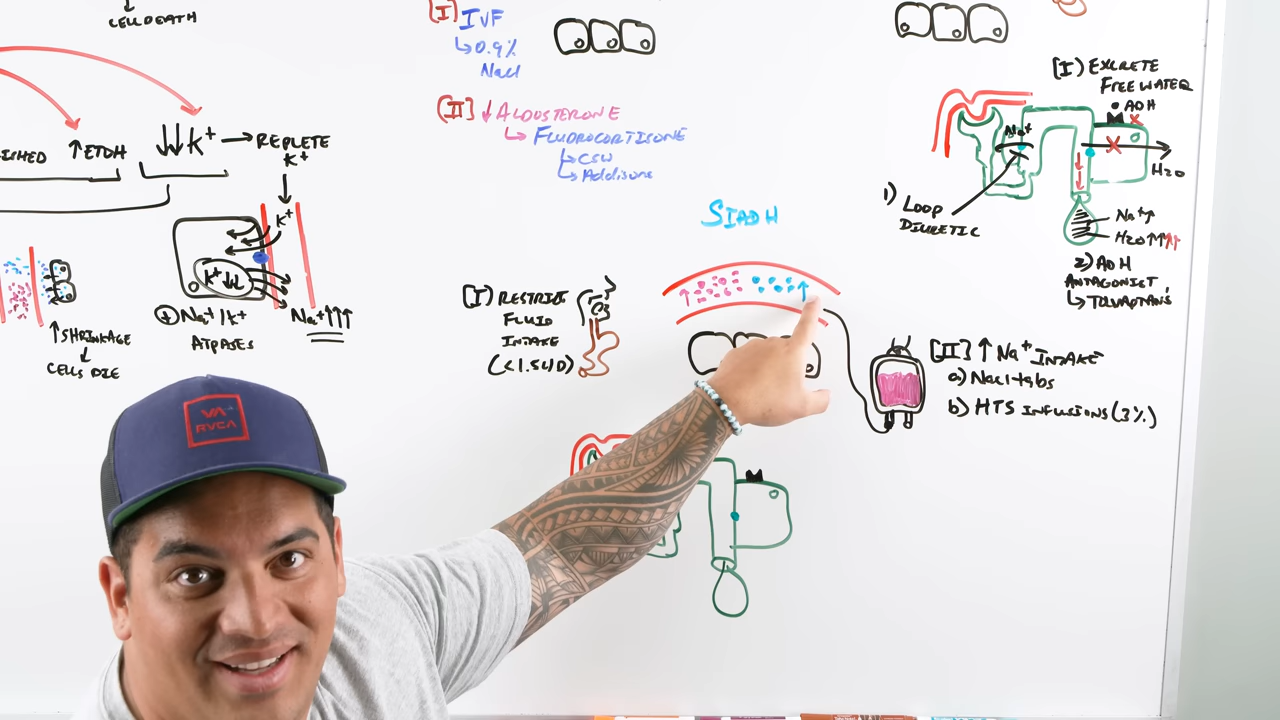 ↳ CELL DEATH
ISHED
↑ETOH
↓↓K⁺ → REPLETE
K⁺
K⁺
K⁺↓↓
⊕Na⁺/K⁺
ATPASES
Na⁺↑↑↑
↑SHRINKAGE
↓
CELLS DIE
[I] IVF
↳0.9%
NaCl
[II] ↓ALDOSTERONE
↳ FLUDROCORTISONE
↳CSW
↳Addisons
SIADH
[I] RESTRICT
FLUID
INTAKE
(<1.5L/D)
[I] EXCRETE
FREE WATER
•ADH
Na⁺
H2O
1) LOOP
DIURETIC
Na⁺↑
H2O↑↑↑↑
2) ADH
ANTAGONIST
↳TOLVAPTANS
[II] ↑Na⁺ INTAKE
a) NaCl tabs
b) HTS INFUSIONS (3%)
VA
RVCA